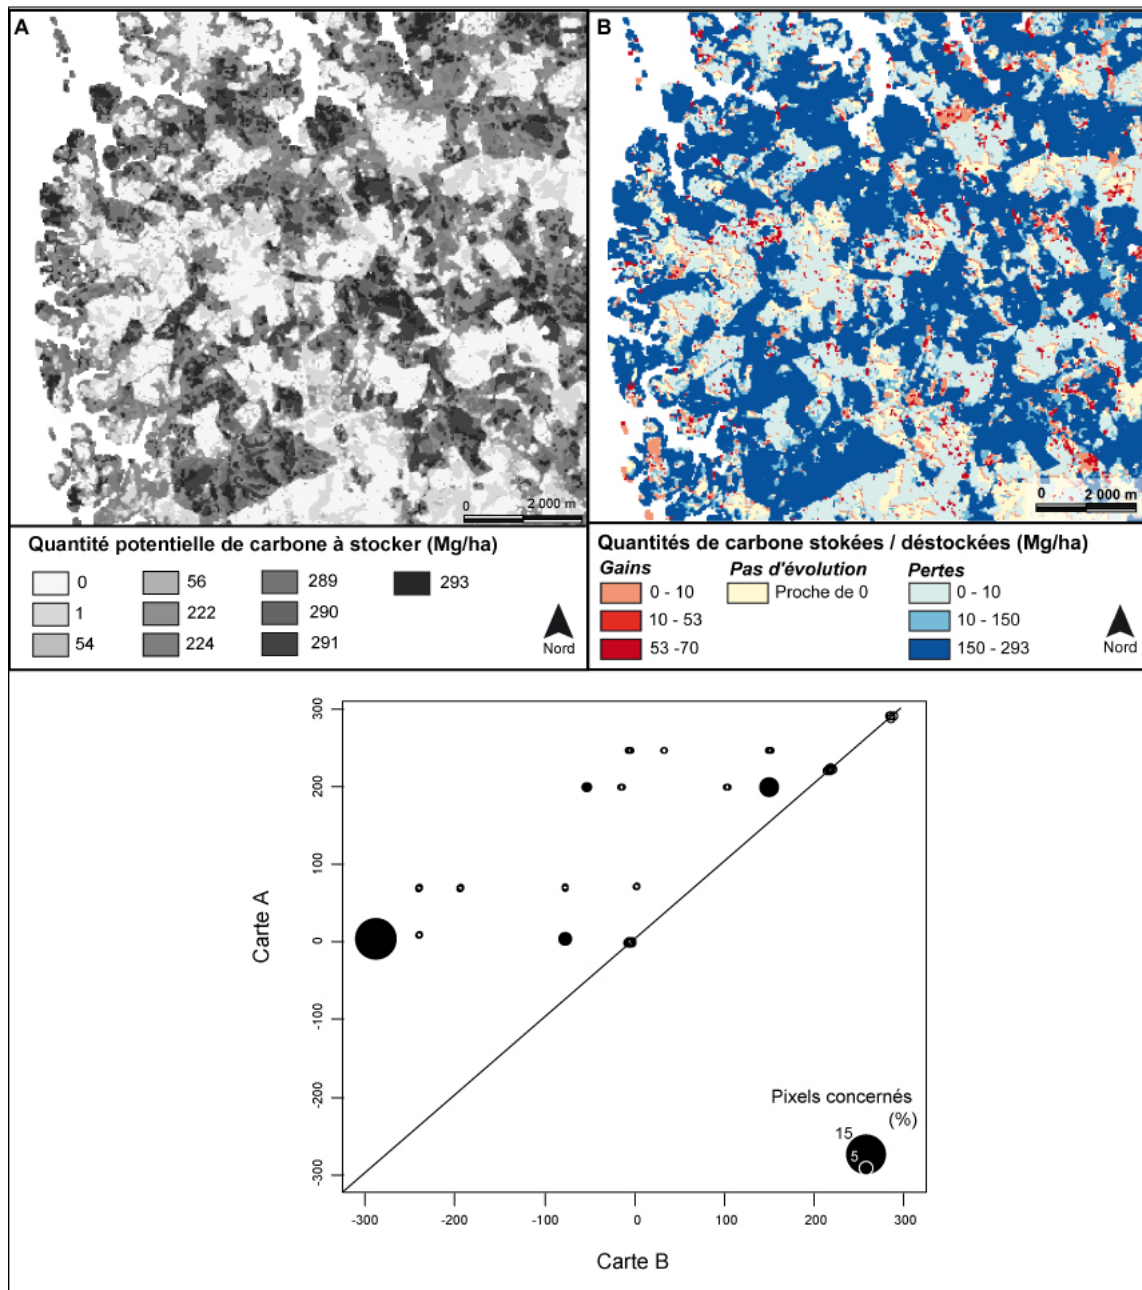 A
B
0 2 000 m
0 2 000 m
Quantité potentielle de carbone à stocker (Mg/ha)
0 56 289 293
1 222 290
54 224 291
Nord
Quantités de carbone stokées / déstockées (Mg/ha)
Gains Pas d'évolution Pertes
0 - 10 Proche de 0 0 - 10
10 - 53 10 - 150
53 -70 150 - 293
Nord
300
200
100
0
-100
-200
-300
Carte A
Pixels concernés
(%)
15
5
-300 -200 -100 0 100 200 300
Carte B